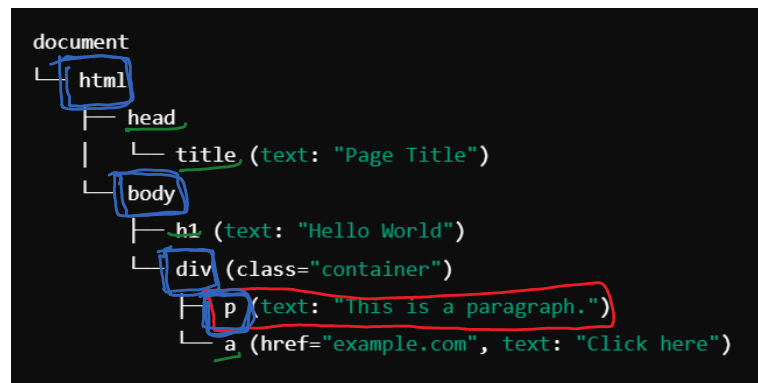 document
└── html
├── head
│ └── title (text: "Page Title")
└── body
├── h1 (text: "Hello World")
└── div (class="container")
├── p (text: "This is a paragraph.")
└── a (href="example.com", text: "Click here")